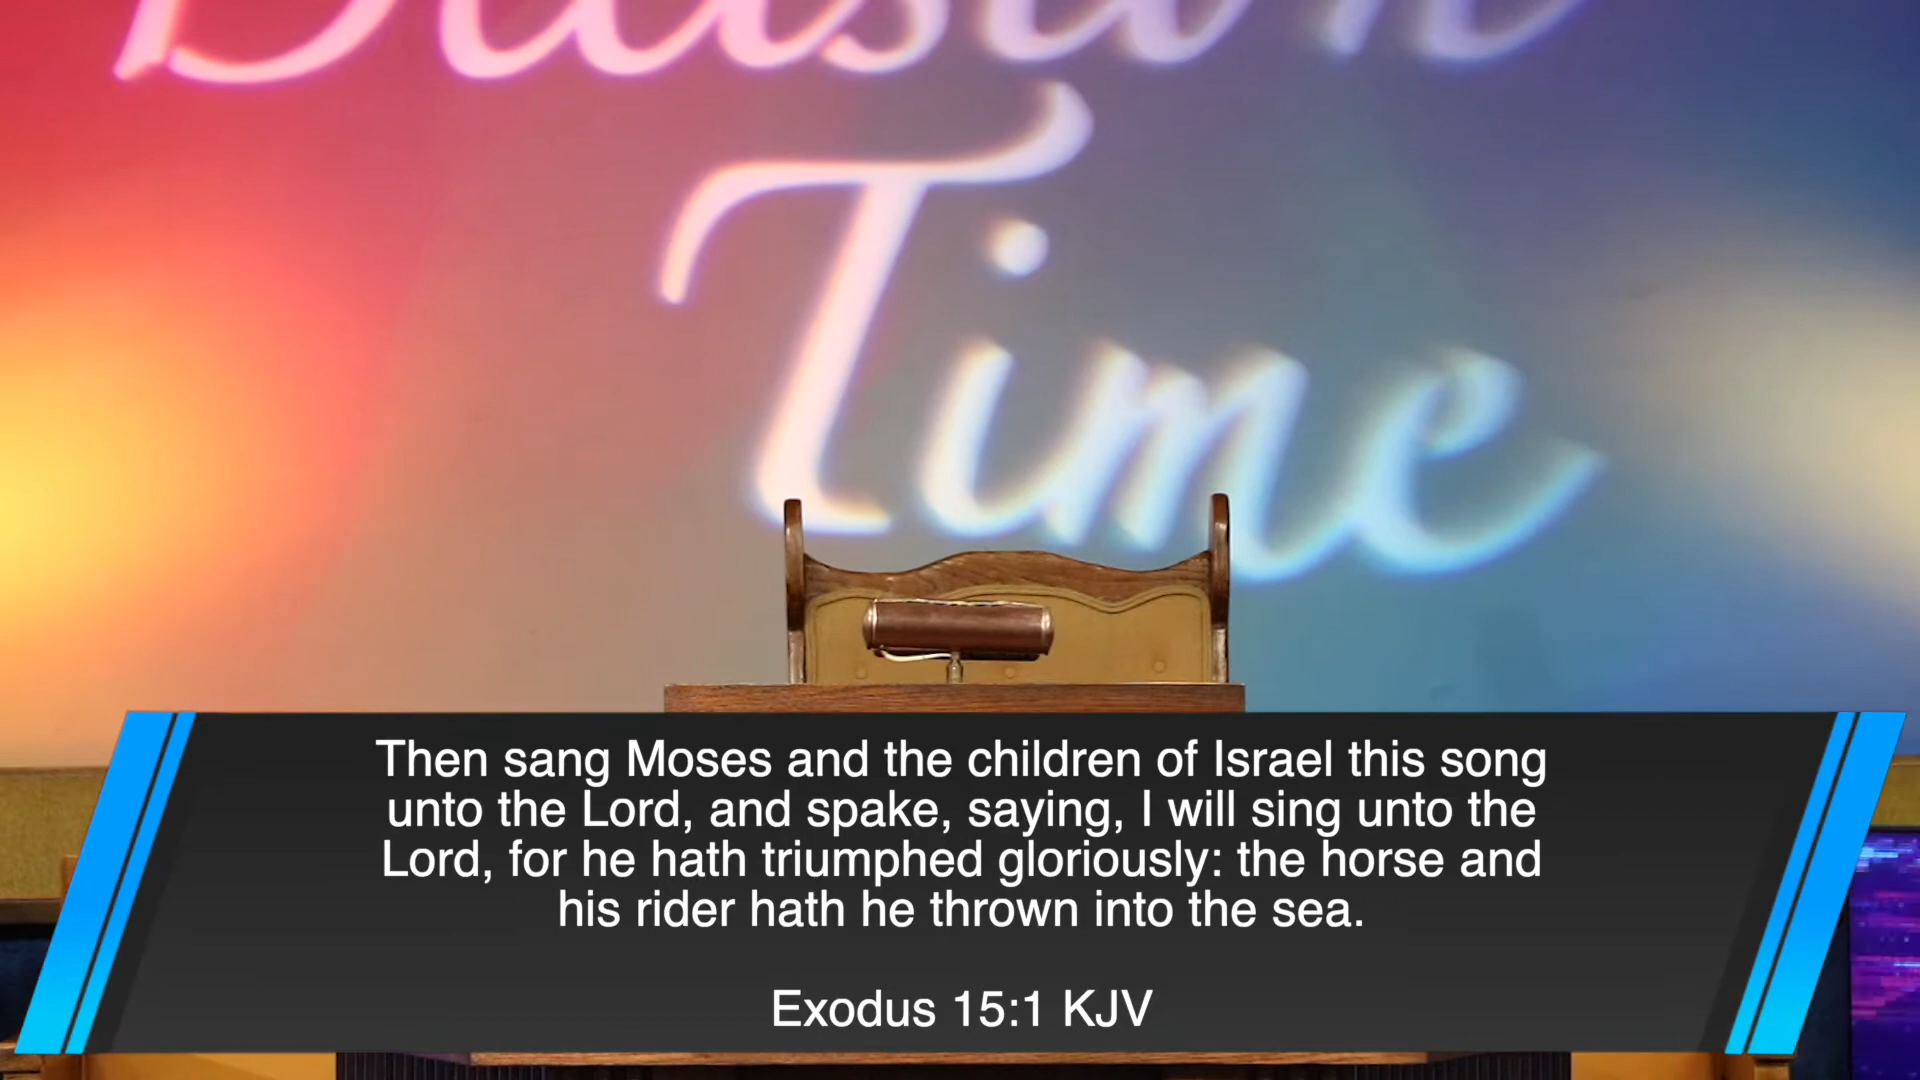 Time
Then sang Moses and the children of Israel this song
unto the Lord, and spake, saying, I will sing unto the
Lord, for he hath triumphed gloriously: the horse and
his rider hath he thrown into the sea.
Exodus 15:1 KJV